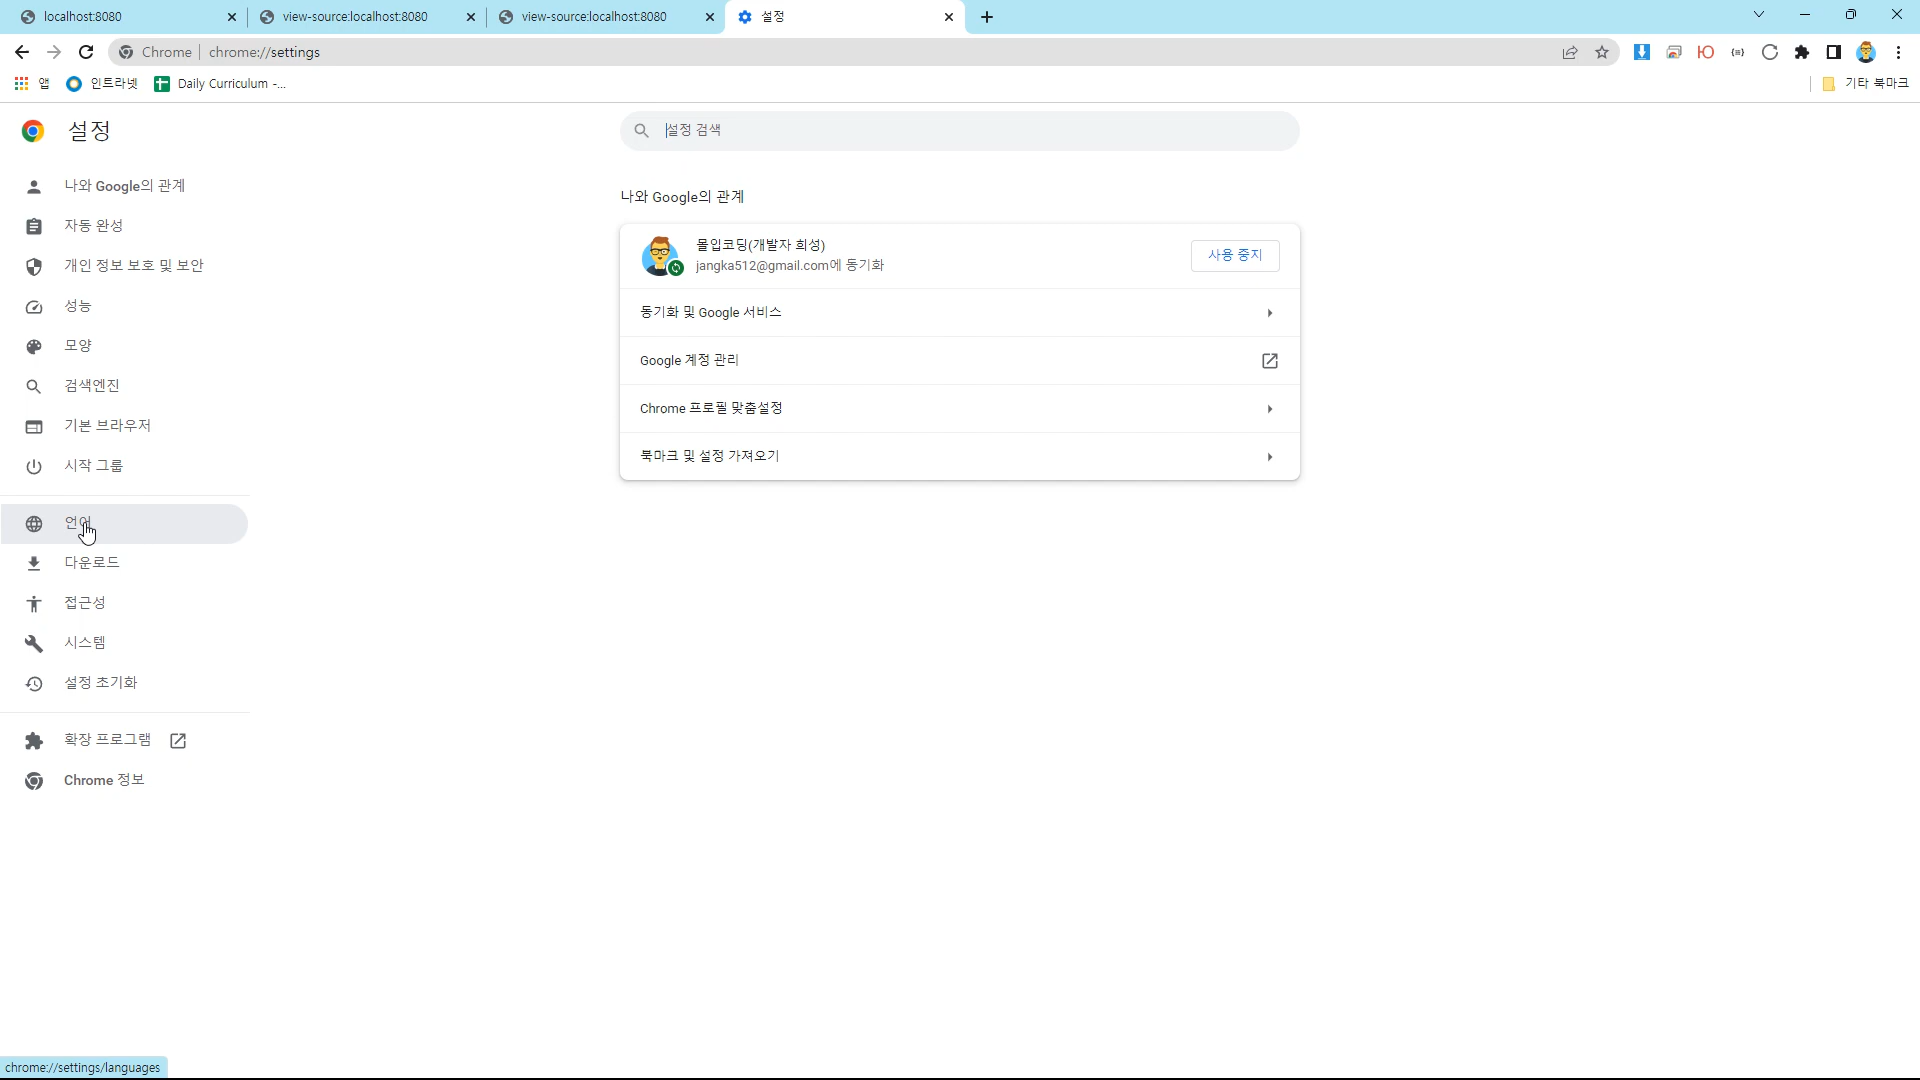 localhost:8080
view-source:localhost:8080
view-source:localhost:8080
설정
Chrome
chrome://settings
앱
인트라넷
Daily Curriculum -...
기타 북마크
설정
설정 검색
나와 Google의 관계
자동 완성
개인 정보 보호 및 보안
성능
모양
검색엔진
기본 브라우저
시작 그룹
언어
다운로드
접근성
시스템
설정 초기화
확장 프로그램
Chrome 정보
나와 Google의 관계
몰입코딩(개발자 희성)
jangka512@gmail.com에 동기화
사용 중지
동기화 및 Google 서비스
Google 계정 관리
Chrome 프로필 맞춤설정
북마크 및 설정 가져오기
chrome://settings/languages